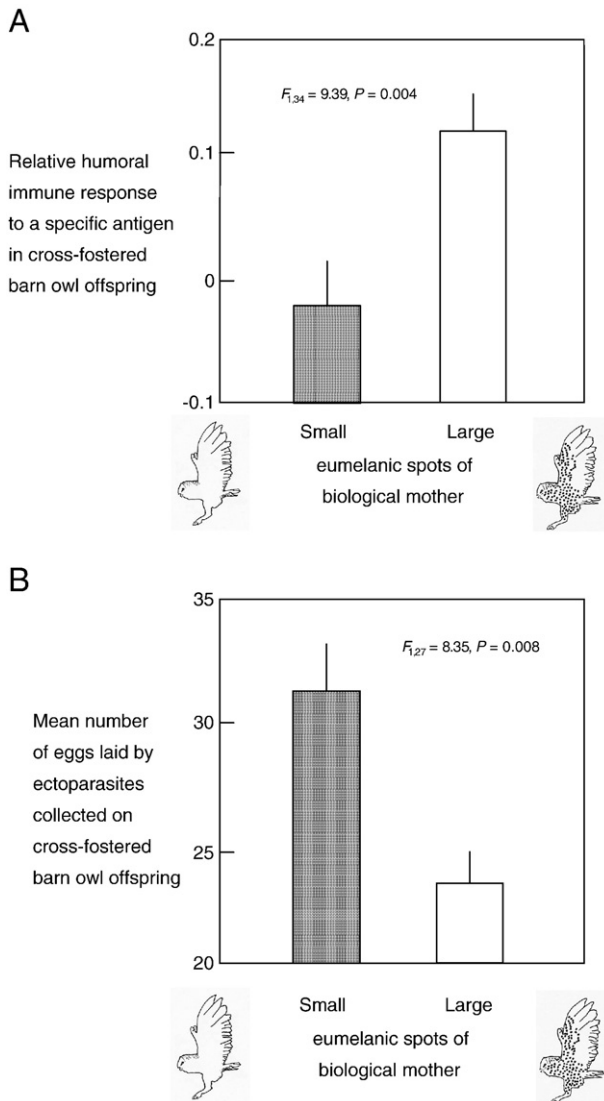 A
0.2
F1,34 = 9.39, P = 0.004
Relative humoral
immune response
to a specific antigen
in cross-fostered
barn owl offspring
0.1
0
-0.1
Small Large
eumelanic spots of
biological mother
B
35
F1,27 = 8.35, P = 0.008
Mean number
of eggs laid by
ectoparasites
collected on
cross-fostered
barn owl offspring
30
25
20
Small Large
eumelanic spots of
biological mother